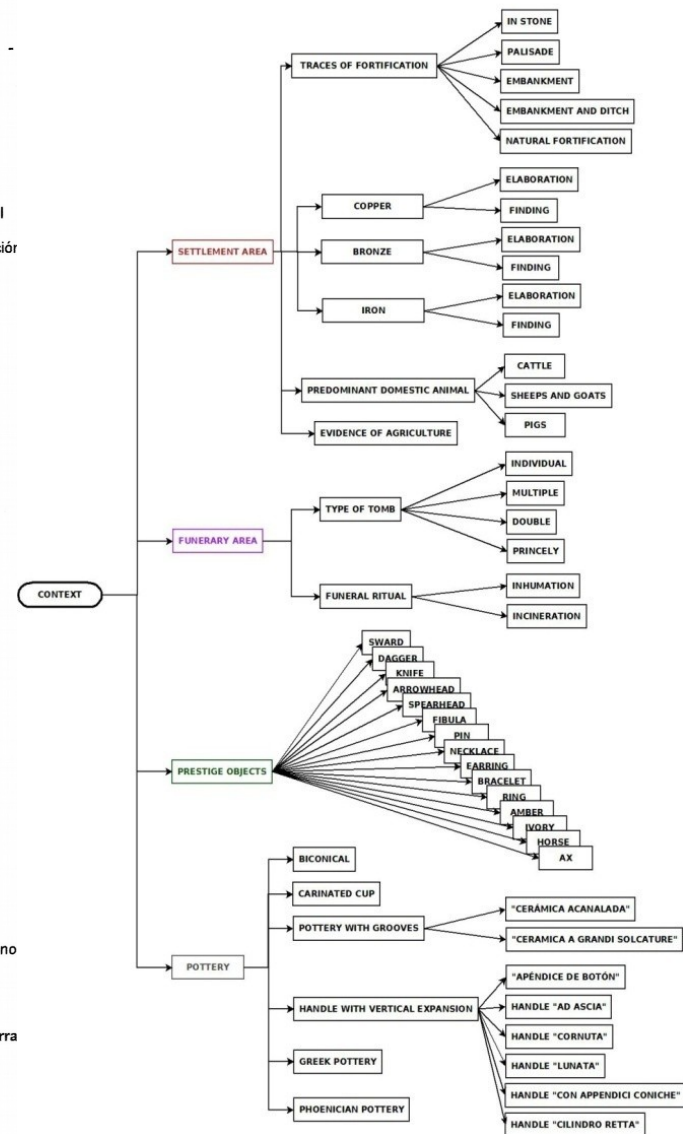 -
l
sión
no
rra
CONTEXT
SETTLEMENT AREA
TRACES OF FORTIFICATION
IN STONE
PALISADE
EMBANKMENT
EMBANKMENT AND DITCH
NATURAL FORTIFICATION
COPPER
ELABORATION
FINDING
BRONZE
ELABORATION
FINDING
IRON
ELABORATION
FINDING
PREDOMINANT DOMESTIC ANIMAL
CATTLE
SHEEPS AND GOATS
PIGS
EVIDENCE OF AGRICULTURE
FUNERARY AREA
TYPE OF TOMB
INDIVIDUAL
MULTIPLE
DOUBLE
PRINCELY
FUNERAL RITUAL
INHUMATION
INCINERATION
PRESTIGE OBJECTS
SWARD
DAGGER
KNIFE
ARROWHEAD
SPEARHEAD
FIBULA
PIN
NECKLACE
EARRING
BRACELET
RING
AMBER
IVORY
HORSE
AX
POTTERY
BICONICAL
CARINATED CUP
POTTERY WITH GROOVES
"CERÁMICA ACANALADA"
"CERAMICA A GRANDI SOLCATURE"
HANDLE WITH VERTICAL EXPANSION
"APÉNDICE DE BOTÓN"
HANDLE "AD ASCIA"
HANDLE "CORNUTA"
HANDLE "LUNATA"
HANDLE "CON APPENDICI CONICHE"
HANDLE "CILINDRO RETTA"
GREEK POTTERY
PHOENICIAN POTTERY